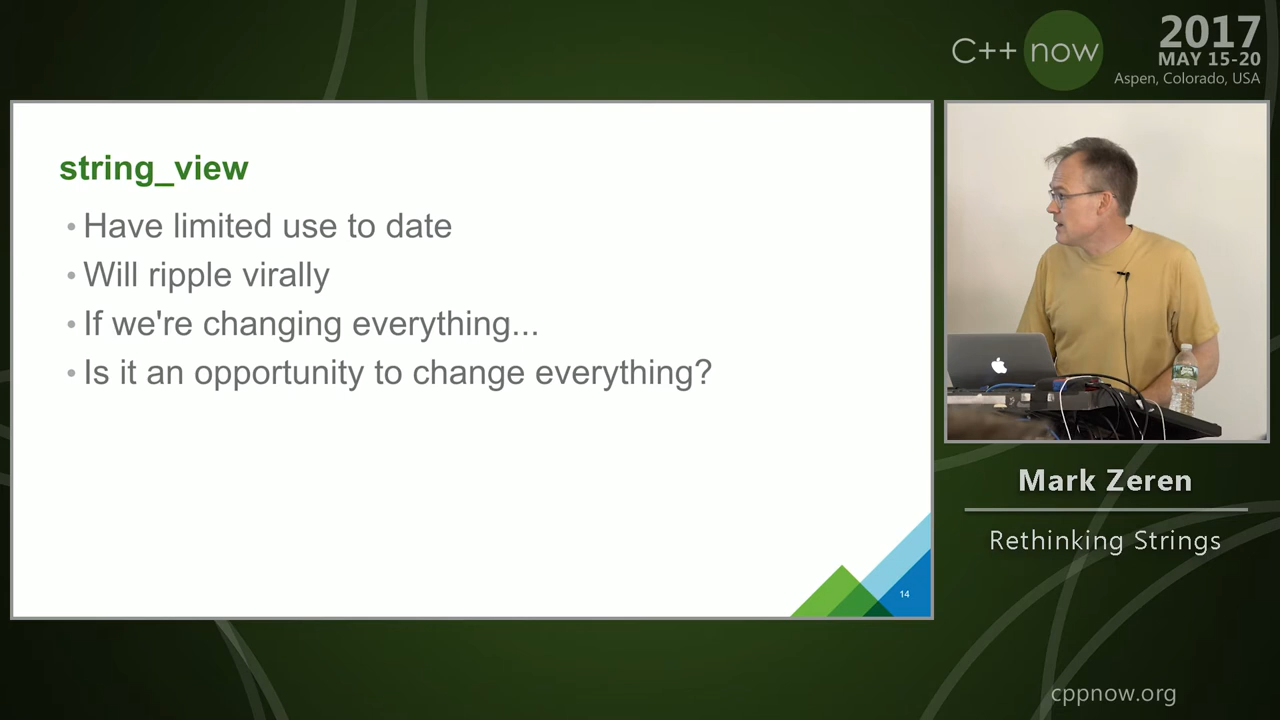 C++ now
2017
MAY 15-20
Aspen, Colorado, USA
string_view
• Have limited use to date
• Will ripple virally
• If we're changing everything...
• Is it an opportunity to change everything?
14
Mark Zeren
Rethinking Strings
cppnow.org